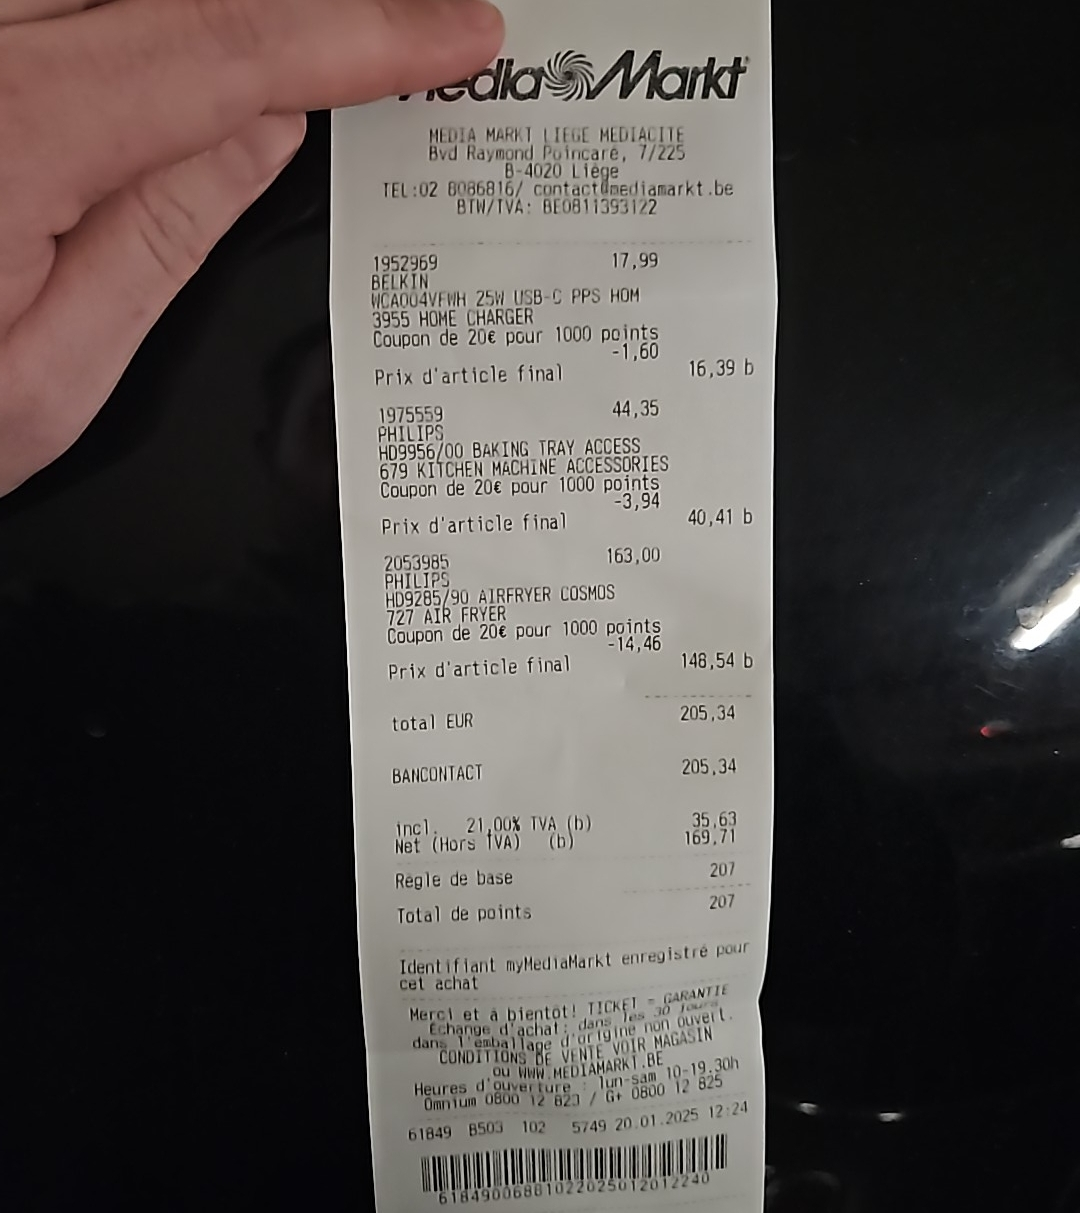 Media Markt
MEDIA MARKT LIEGE MEDIACITE
Bvd Raymond Poincaré, 7/225
B-4020 Liège
TEL:02 8086816/ contact@mediamarkt.be
BTW/TVA: BE0811393122
1952969 17,99
BELKIN
WCA004VFWH 25W USB-C PPS HOM
3955 HOME CHARGER
Coupon de 20€ pour 1000 points
-1,60
Prix d'article final 16,39 b
1975559 44,35
PHILIPS
HD9956/00 BAKING TRAY ACCESS
679 KITCHEN MACHINE ACCESSORIES
Coupon de 20€ pour 1000 points
-3,94
Prix d'article final 40,41 b
2053985 163,00
PHILIPS
HD9285/90 AIRFRYER COSMOS
727 AIR FRYER
Coupon de 20€ pour 1000 points
-14,46
Prix d'article final 148,54 b
total EUR 205,34
BANCONTACT 205,34
incl. 21,00% TVA (b) 35,63
Net (Hors TVA) (b) 169,71
Règle de base 207
Total de points 207
Identifiant myMediaMarkt enregistré pour
cet achat
Merci et à bientôt! TICKET = GARANTIE
Échange d'achat: dans les 30 jours
dans l'emballage d'origine non ouvert.
CONDITIONS DE VENTE VOIR MAGASIN
ou WWW.MEDIAMARKT.BE
Heures d'ouverture : lun-sam 10-19.30h
Omnium 0800 12 823 / G+ 0800 12 825
61849 B503 102 5749 20.01.2025 12:24